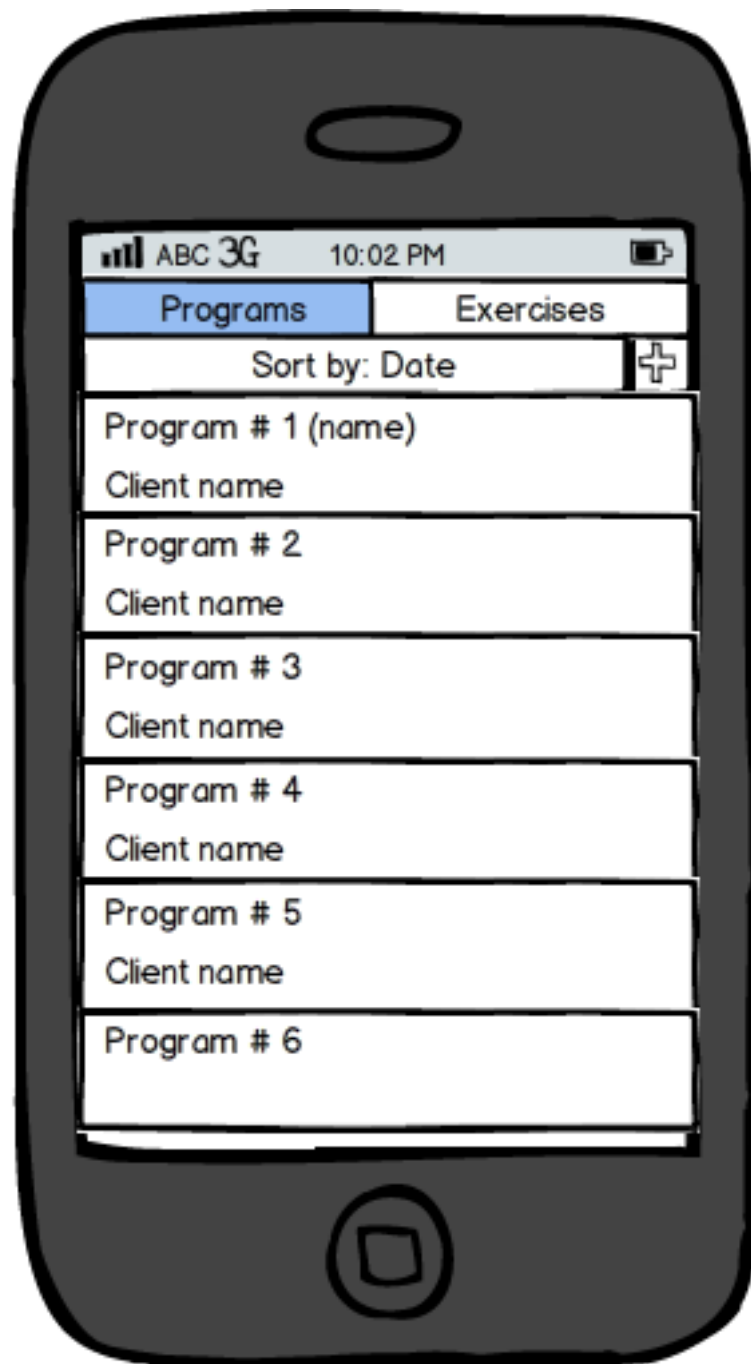 ABC 3G 10:02 PM
Programs Exercises
Sort by: Date
Program # 1 (name)
Client name
Program # 2
Client name
Program # 3
Client name
Program # 4
Client name
Program # 5
Client name
Program # 6